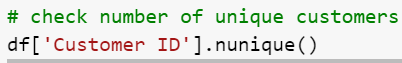 # check number of unique customers
df['Customer ID'].nunique()